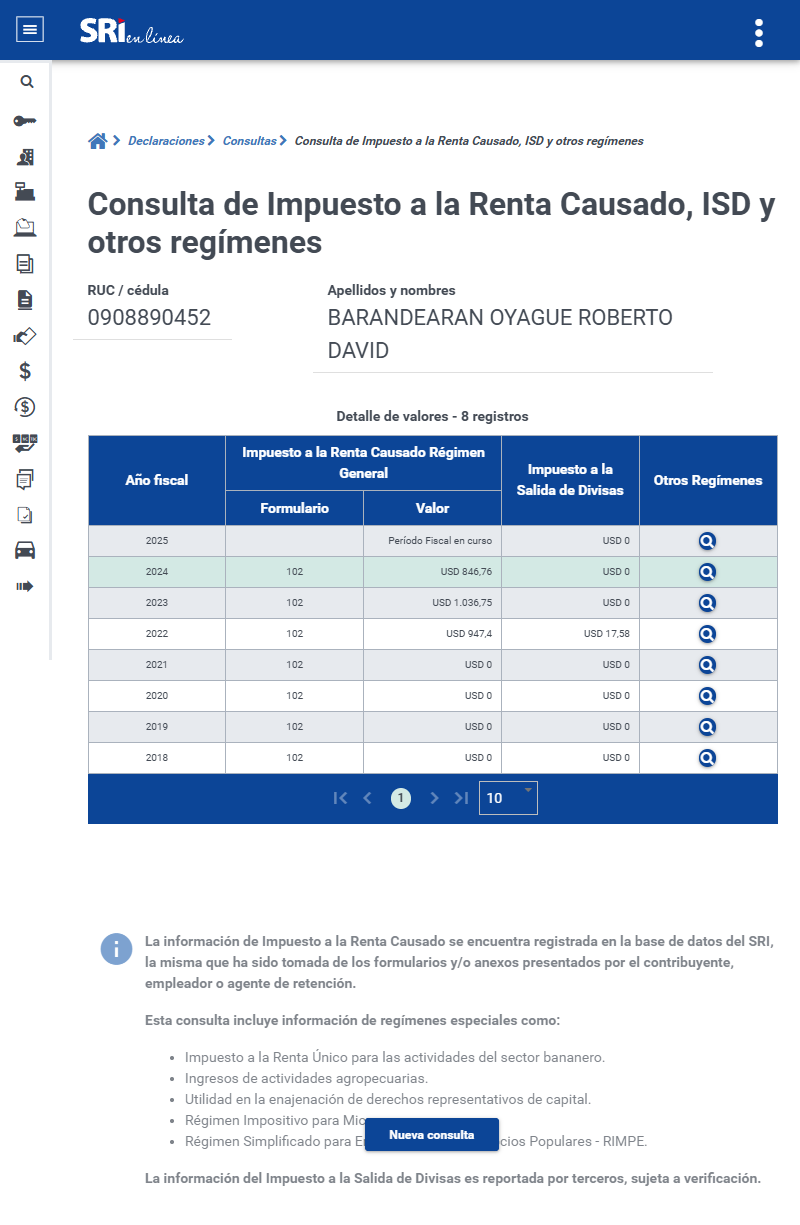 SRi en línea
Declaraciones Consultas Consulta de Impuesto a la Renta Causado, ISD y otros regímenes
Consulta de Impuesto a la Renta Causado, ISD y
otros regímenes
RUC / cédula Apellidos y nombres
0908890452 BARANDEARAN OYAGUE ROBERTO
DAVID
Detalle de valores - 8 registros
Año fiscal Impuesto a la Renta Causado Régimen General Impuesto a la Salida de Divisas Otros Regímenes
Formulario Valor
2025 Período Fiscal en curso USD 0
2024 102 USD 846,76 USD 0
2023 102 USD 1.036,75 USD 0
2022 102 USD 947,4 USD 17,58
2021 102 USD 0 USD 0
2020 102 USD 0 USD 0
2019 102 USD 0 USD 0
2018 102 USD 0 USD 0
1 10
La información de Impuesto a la Renta Causado se encuentra registrada en la base de datos del SRI,
la misma que ha sido tomada de los formularios y/o anexos presentados por el contribuyente,
empleador o agente de retención.
Esta consulta incluye información de regímenes especiales como:
• Impuesto a la Renta Único para las actividades del sector bananero.
• Ingresos de actividades agropecuarias.
• Utilidad en la enajenación de derechos representativos de capital.
• Régimen Impositivo para
• Régimen Simplificado para Populares - RIMPE.
Nueva consulta
La información del Impuesto a la Salida de Divisas es reportada por terceros, sujeta a verificación.